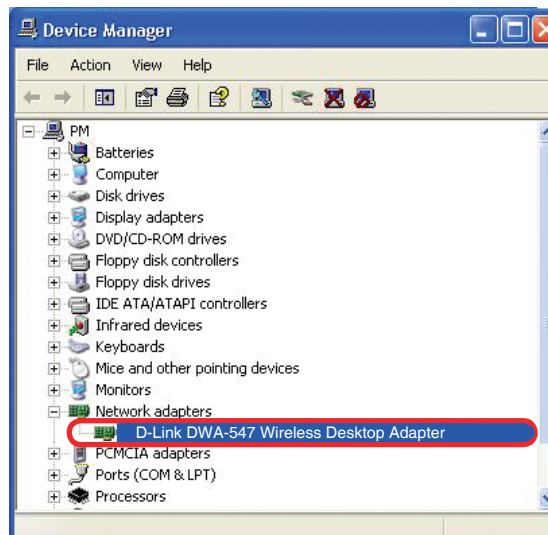 Device Manager
File Action View Help
PM
Batteries
Computer
Disk drives
Display adapters
DVD/CD-ROM drives
Floppy disk controllers
Floppy disk drives
IDE ATA/ATAPI controllers
Infrared devices
Keyboards
Mice and other pointing devices
Monitors
Network adapters
D-Link DWA-547 Wireless Desktop Adapter
PCMCIA adapters
Ports (COM & LPT)
Processors